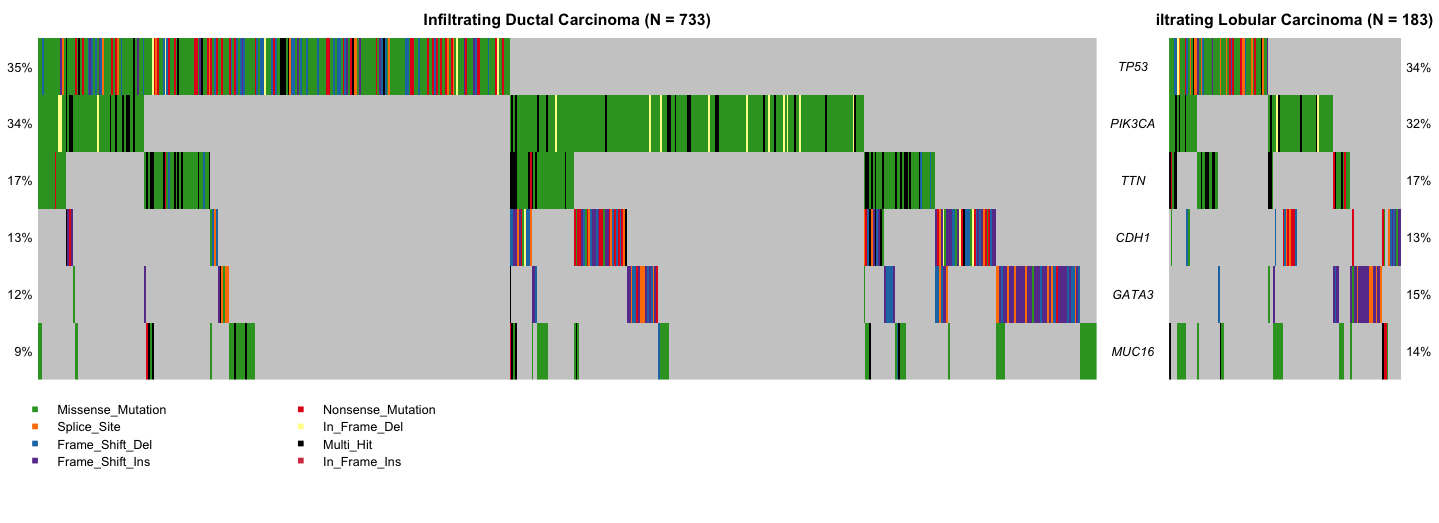 Infiltrating Ductal Carcinoma (N = 733)
iltrating Lobular Carcinoma (N = 183)
35% TP53 34%
34% PIK3CA 32%
17% TTN 17%
13% CDH1 13%
12% GATA3 15%
9% MUC16 14%
Missense_Mutation Nonsense_Mutation
Splice_Site In_Frame_Del
Frame_Shift_Del Multi_Hit
Frame_Shift_Ins In_Frame_Ins